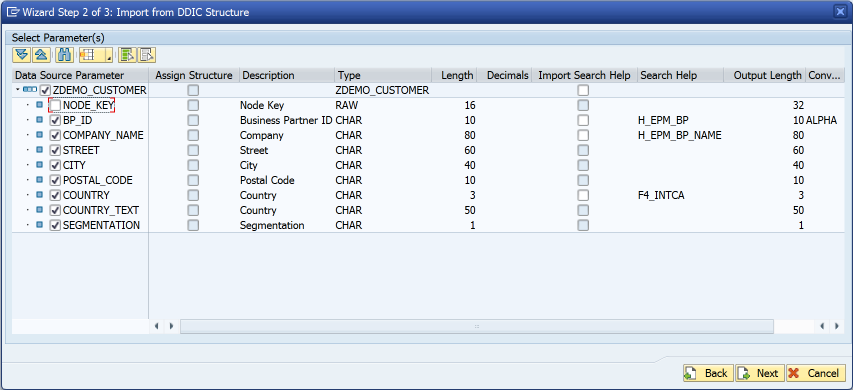 Wizard Step 2 of 3: Import from DDIC Structure
Select Parameter(s)
Data Source Parameter Assign Structure Description Type Length Decimals Import Search Help Search Help Output Length Conv...
ZDEMO_CUSTOMER ZDEMO_CUSTOMER
NODE_KEY Node Key RAW 16 32
BP_ID Business Partner ID CHAR 10 H_EPM_BP 10 ALPHA
COMPANY_NAME Company CHAR 80 H_EPM_BP_NAME 80
STREET Street CHAR 60 60
CITY City CHAR 40 40
POSTAL_CODE Postal Code CHAR 10 10
COUNTRY Country CHAR 3 F4_INTCA 3
COUNTRY_TEXT Country CHAR 50 50
SEGMENTATION Segmentation CHAR 1 1
Back Next Cancel